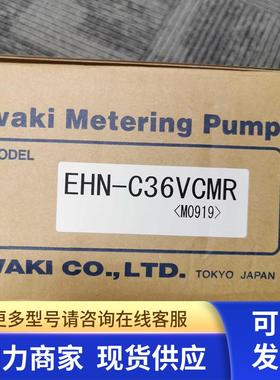 waki Metering Pump
MODEL
EHN-C36VCMR
<M0919>
WAKI CO., LTD. TOKYO JAPAN
更多型号请咨询在线客服
力商家 现货供应